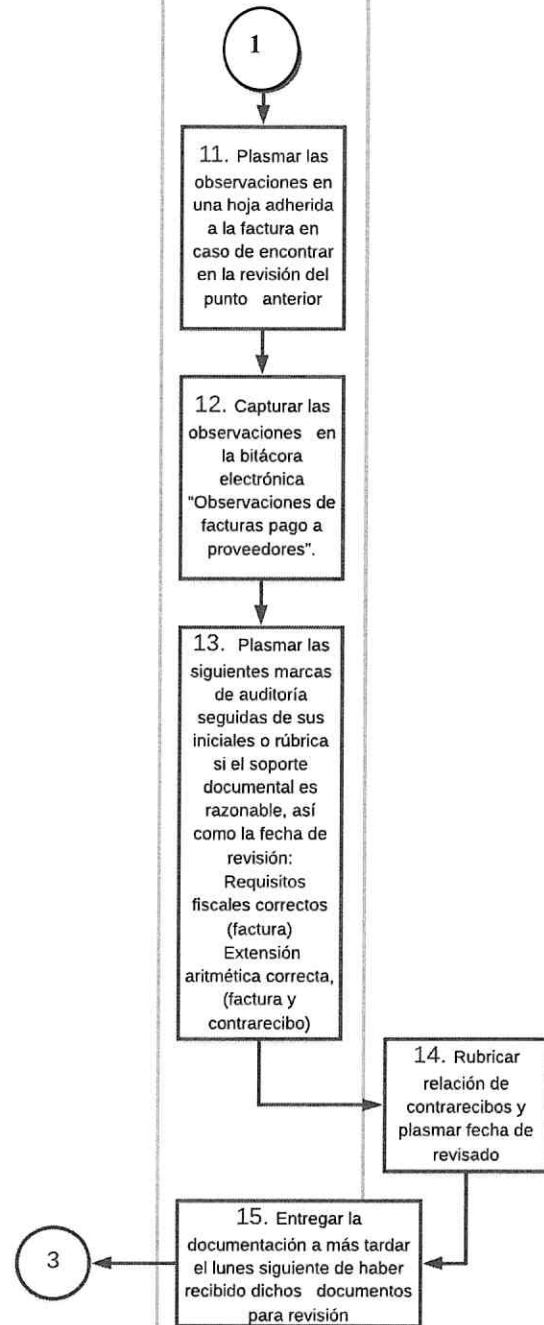 1
11. Plasmar las
observaciones en
una hoja adherida
a la factura en
caso de encontrar
en la revisión del
punto anterior
12. Capturar las
observaciones en
la bitácora
electrónica
"Observaciones de
facturas pago a
proveedores".
13. Plasmar las
siguientes marcas
de auditoría
seguidas de sus
iniciales o rúbrica
si el soporte
documental es
razonable, así
como la fecha de
revisión:
Requisitos
fiscales correctos
(factura)
Extensión
aritmética correcta,
(factura y
contrarecibo)
14. Rubricar
relación de
contrarecibos y
plasmar fecha de
revisado
15. Entregar la
documentación a más tardar
el lunes siguiente de haber
recibido dichos documentos
para revisión
3